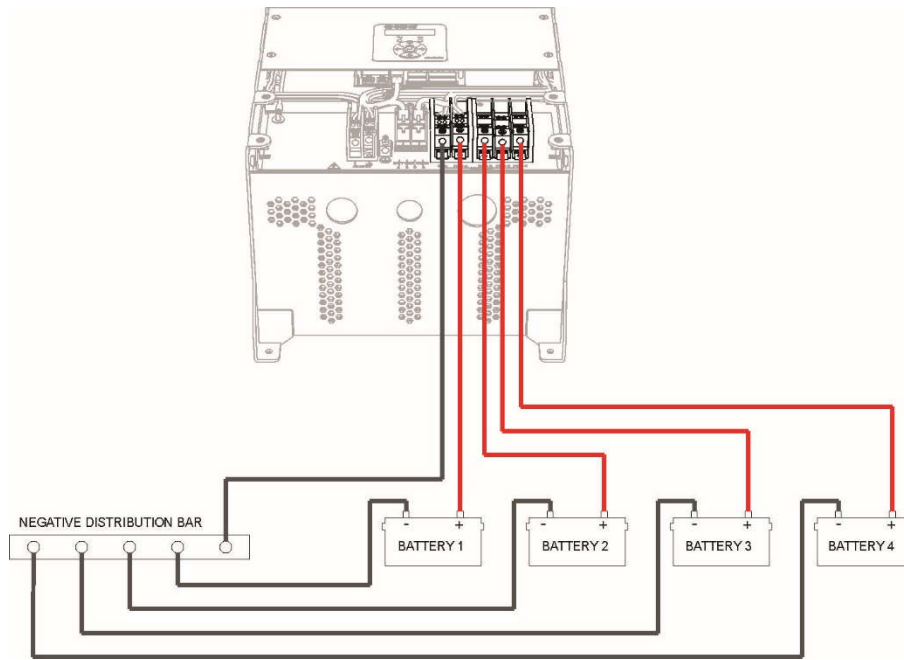 NEGATIVE DISTRIBUTION BAR
- +
BATTERY 1
- +
BATTERY 2
- +
BATTERY 3
- +
BATTERY 4